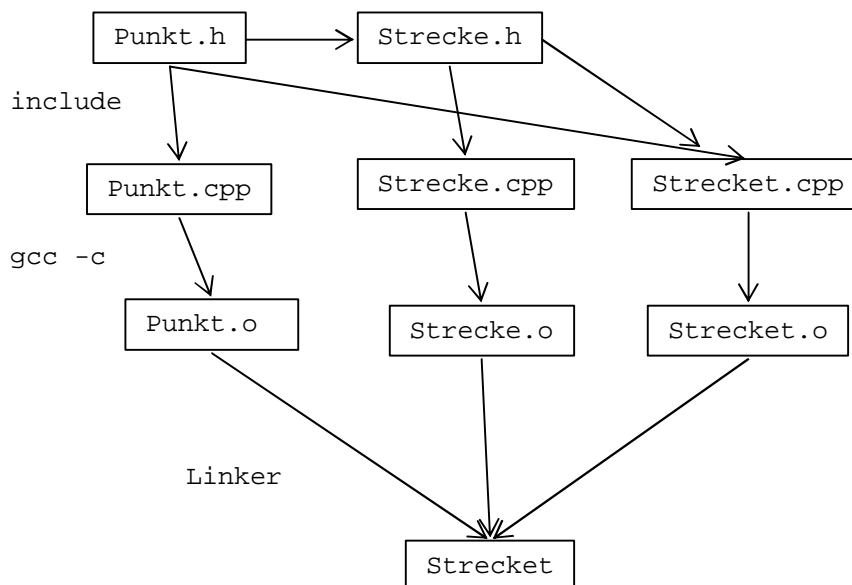 Punkt.h
Strecke.h
include
Punkt.cpp
Strecke.cpp
Strecket.cpp
gcc -c
Punkt.o
Strecke.o
Strecket.o
Linker
Strecket